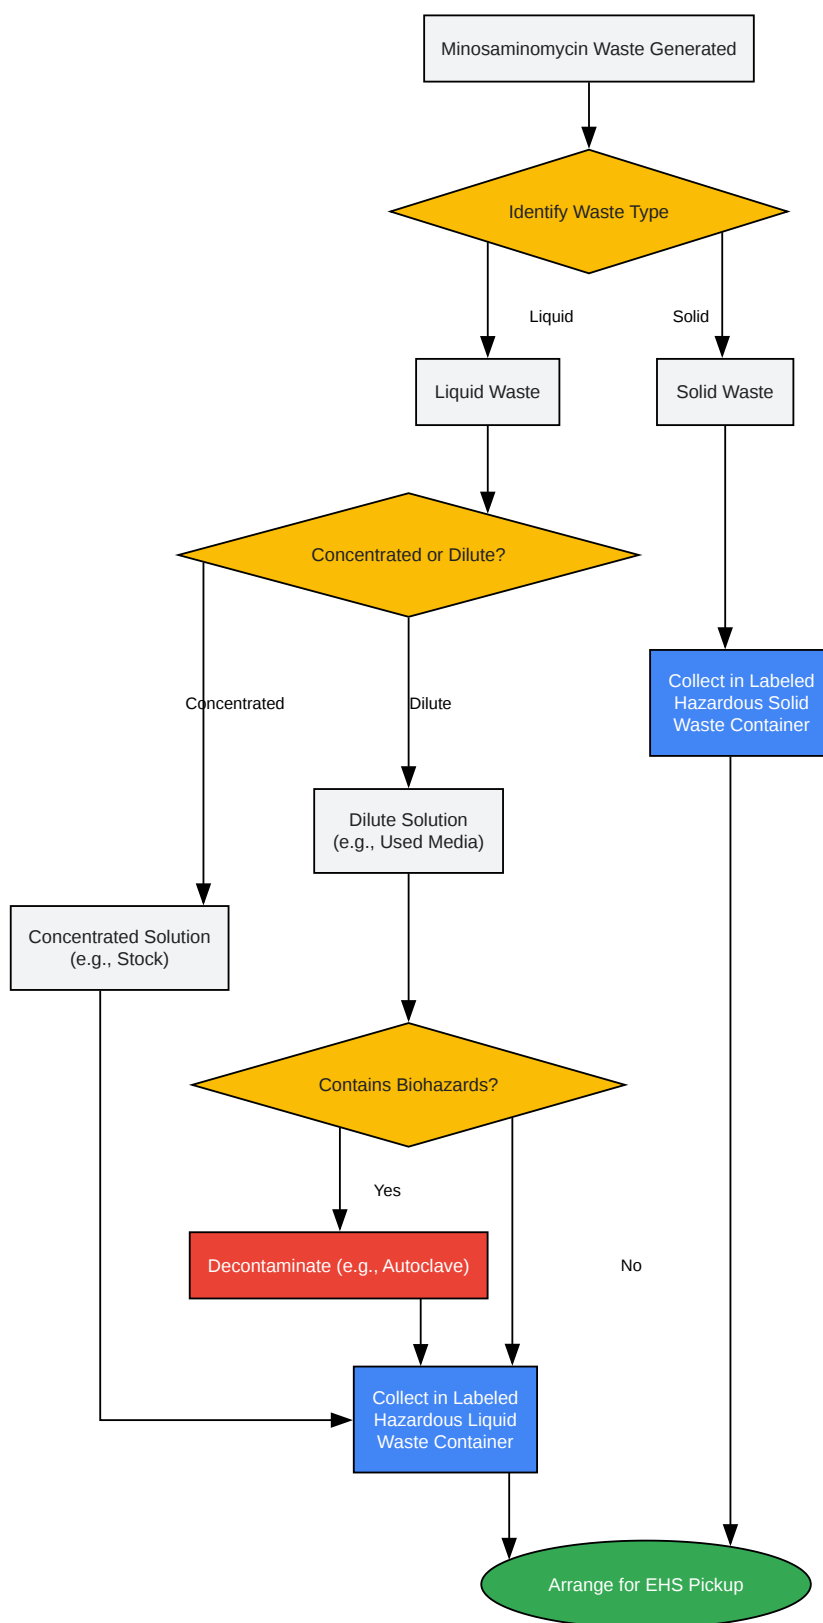 Minosaminomycin Waste Generated
Identify Waste Type
Liquid
Solid
Liquid Waste
Solid Waste
Concentrated or Dilute?
Collect in Labeled
Hazardous Solid
Waste Container
Concentrated
Dilute
Dilute Solution
(e.g., Used Media)
Concentrated Solution
(e.g., Stock)
Contains Biohazards?
Yes
Decontaminate (e.g., Autoclave)
No
Collect in Labeled
Hazardous Liquid
Waste Container
Arrange for EHS Pickup